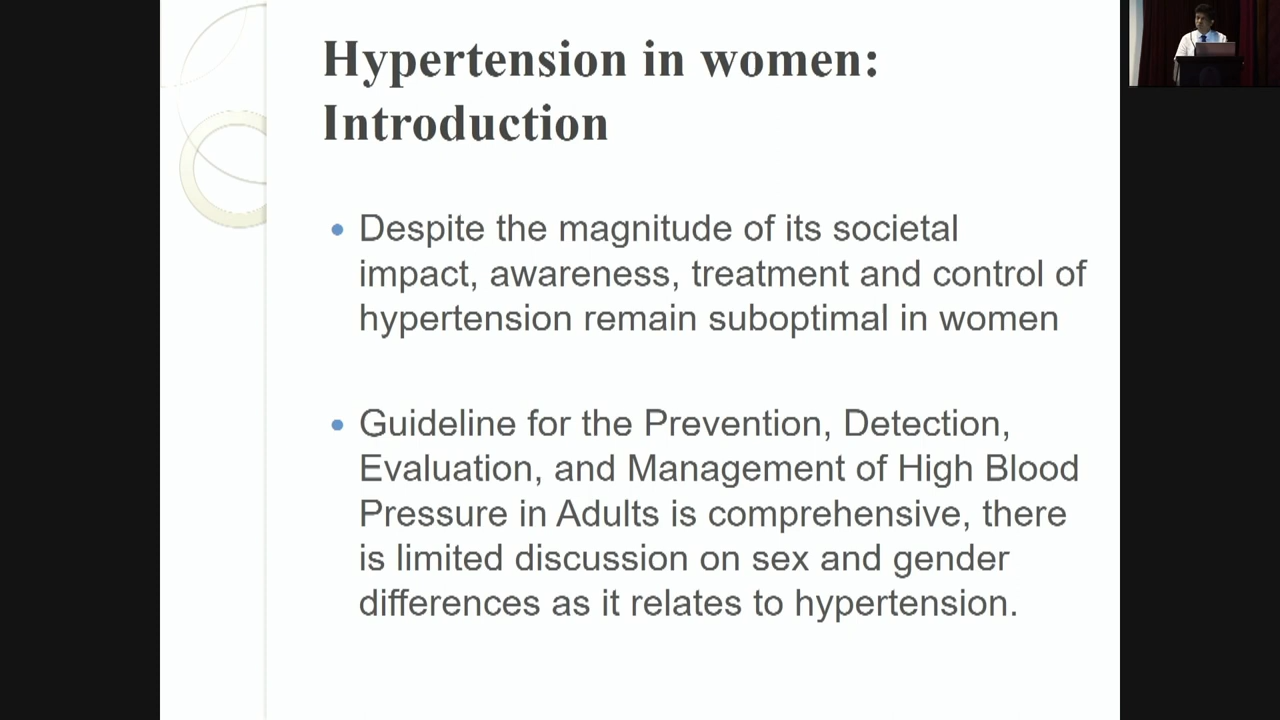 Hypertension in women:
Introduction
• Despite the magnitude of its societal
impact, awareness, treatment and control of
hypertension remain suboptimal in women
• Guideline for the Prevention, Detection,
Evaluation, and Management of High Blood
Pressure in Adults is comprehensive, there
is limited discussion on sex and gender
differences as it relates to hypertension.